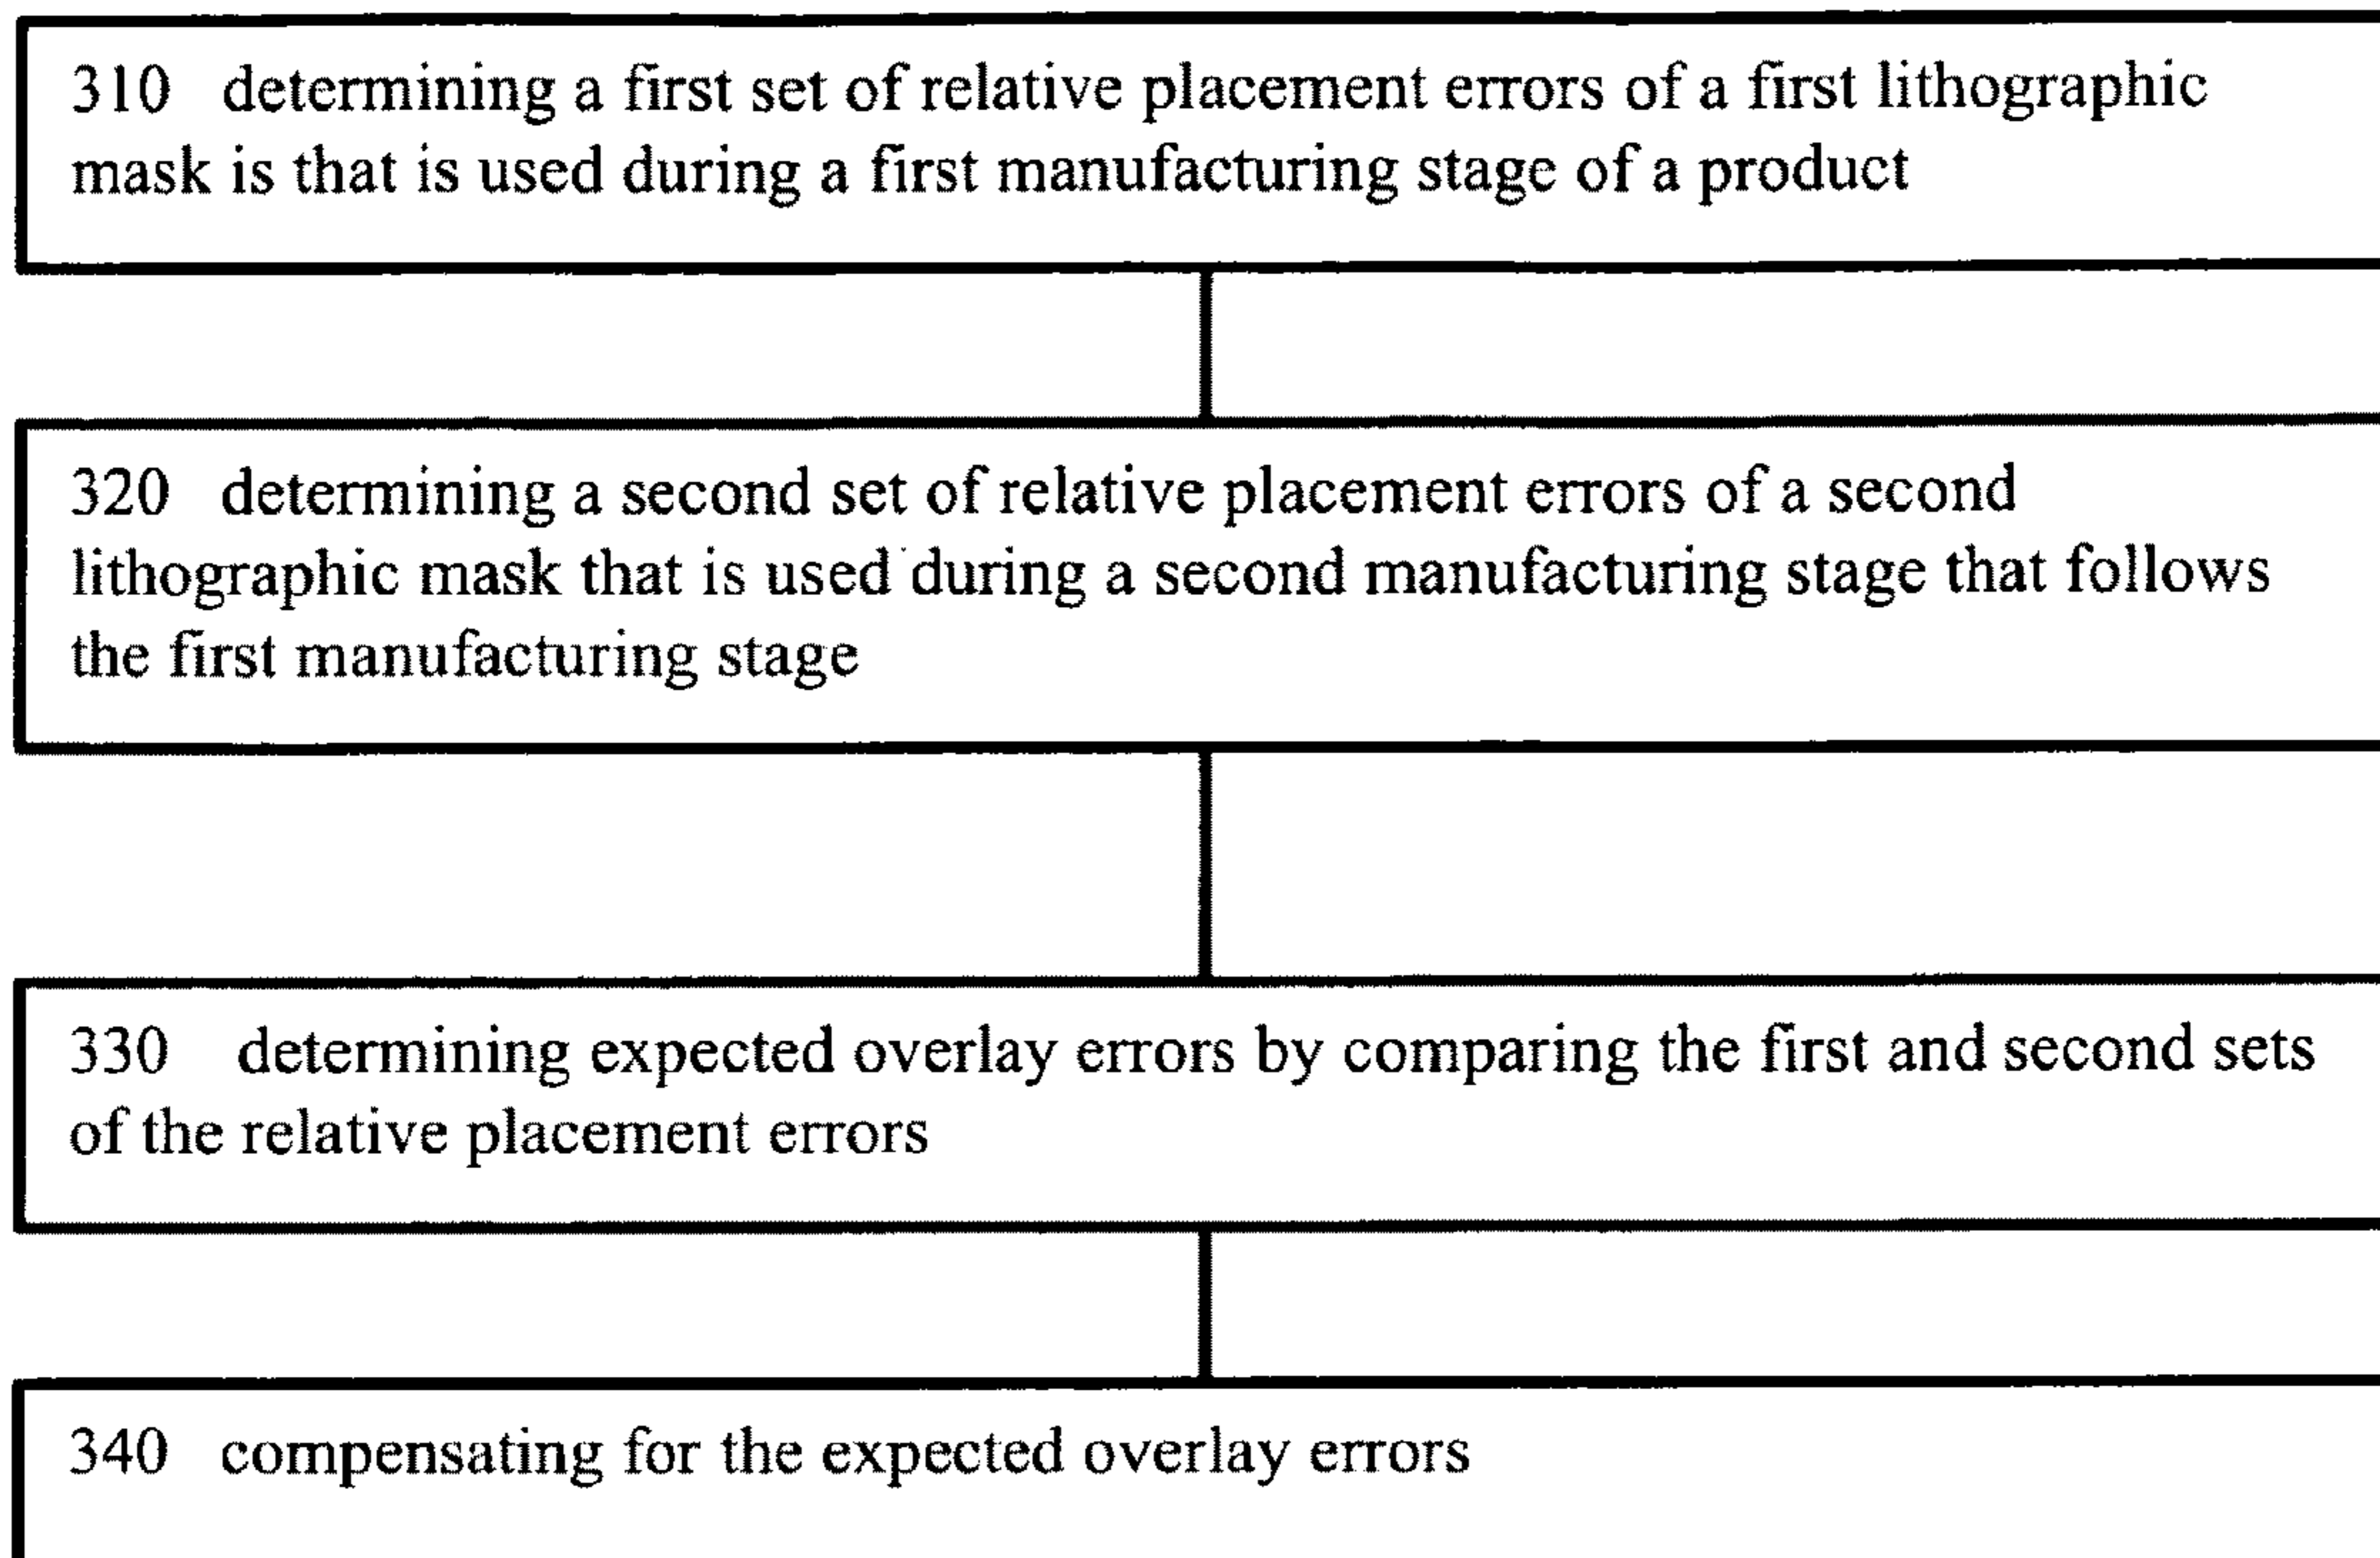 310 determining a first set of relative placement errors of a first lithographic
mask is that is used during a first manufacturing stage of a product
320 determining a second set of relative placement errors of a second
lithographic mask that is used during a second manufacturing stage that follows
the first manufacturing stage
330 determining expected overlay errors by comparing the first and second sets
of the relative placement errors
340 compensating for the expected overlay errors